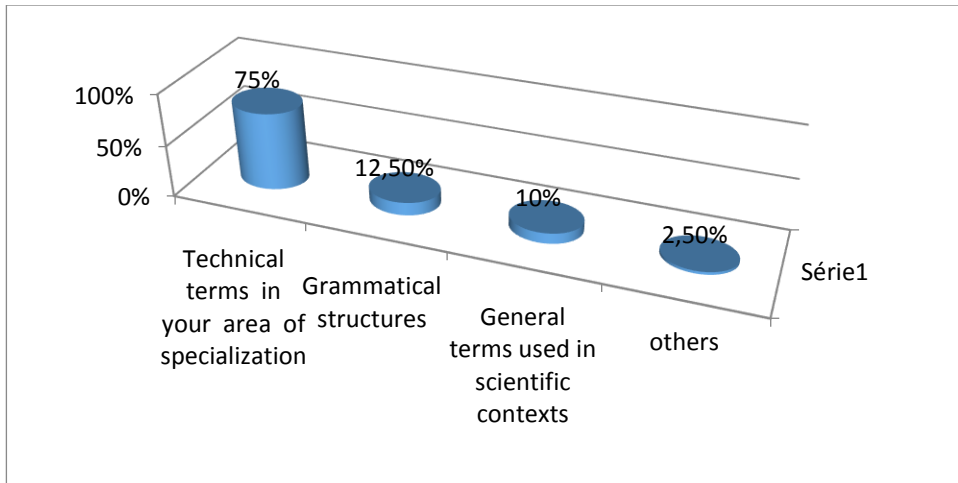 100%
50%
0%
75%
12,50%
10%
2,50%
Technical
terms in
your area of
specialization
Grammatical
structures
General
terms used in
scientific
contexts
others
Série1